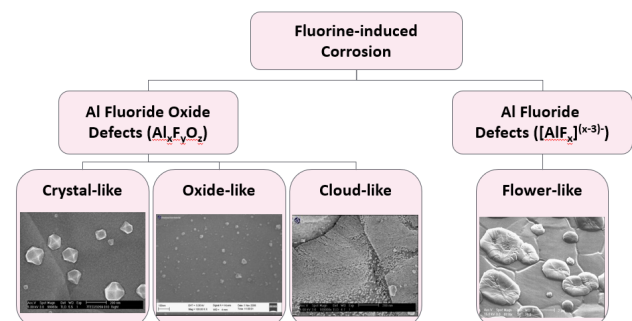 Fluorine-induced
Corrosion
Al Fluoride Oxide
Defects (AlxFyOz)
Al Fluoride
Defects ([AlFx](x-3)-)
Crystal-like
Oxide-like
Cloud-like
Flower-like